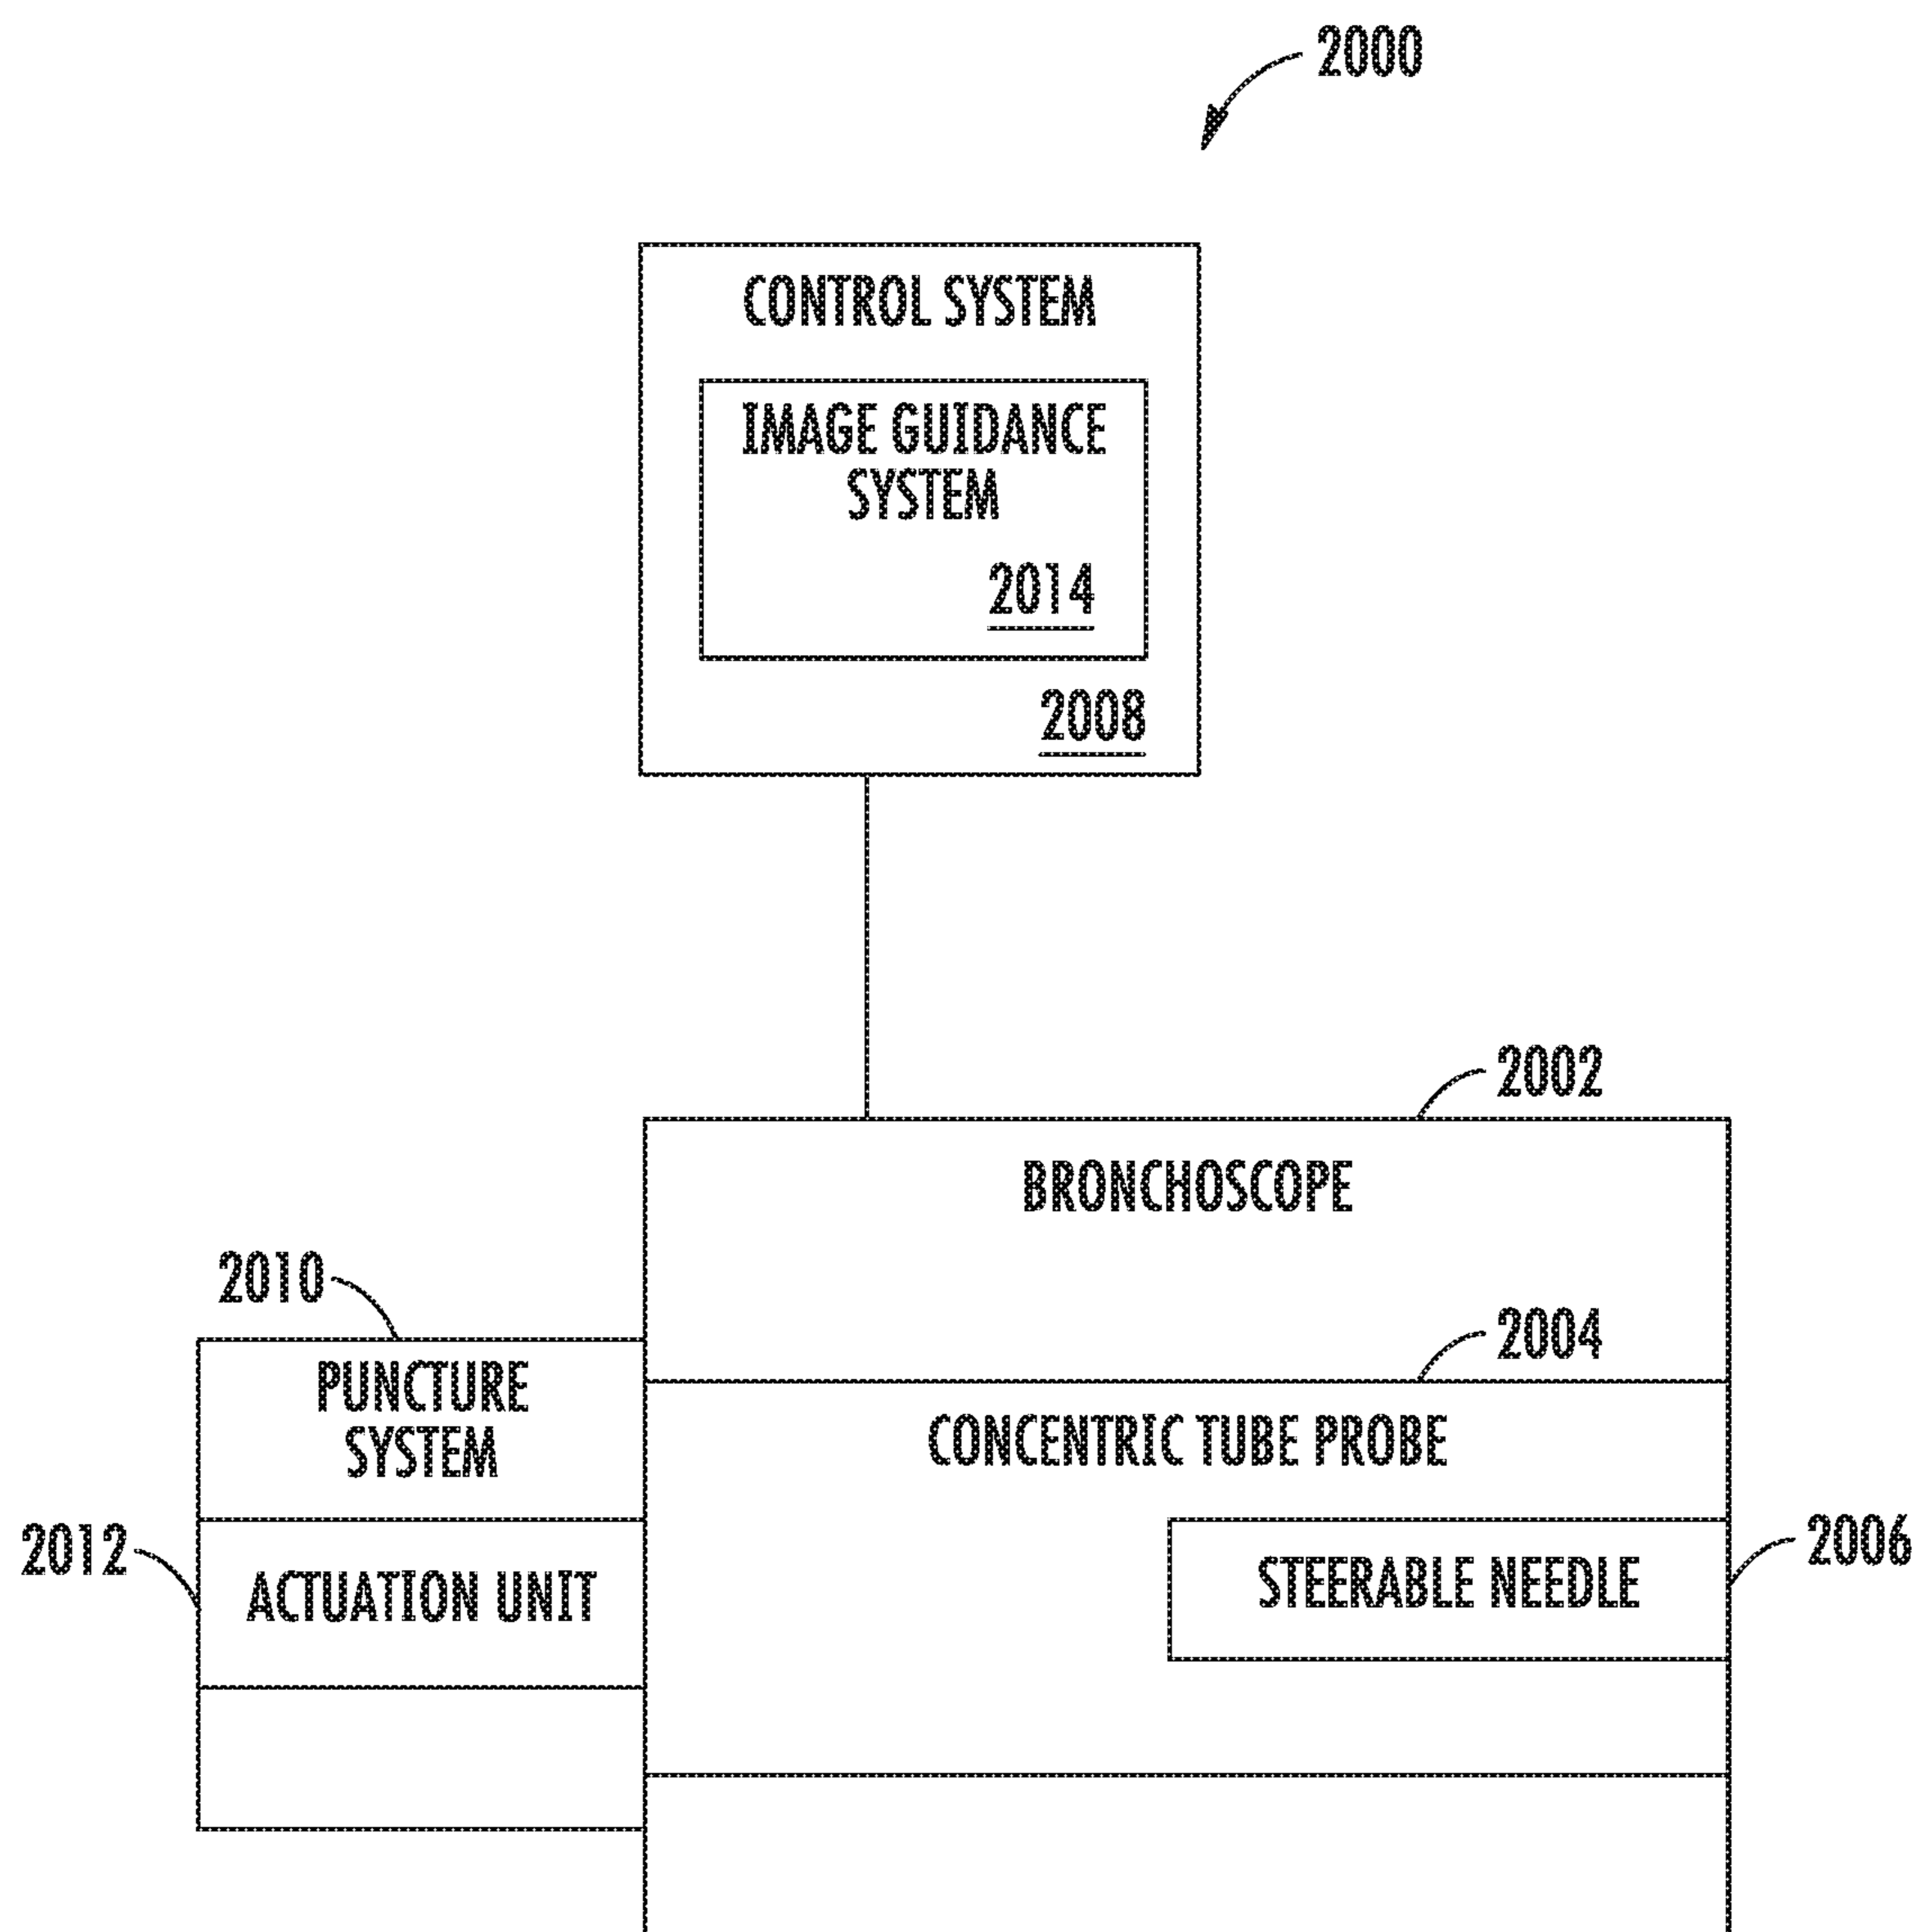 2000
CONTROL SYSTEM
IMAGE GUIDANCE
SYSTEM
2014
2008
2002
BRONCHOSCOPE
2010
2004
PUNCTURE
SYSTEM
CONCENTRIC TUBE PROBE
2012
2006
ACTUATION UNIT
STEERABLE NEEDLE